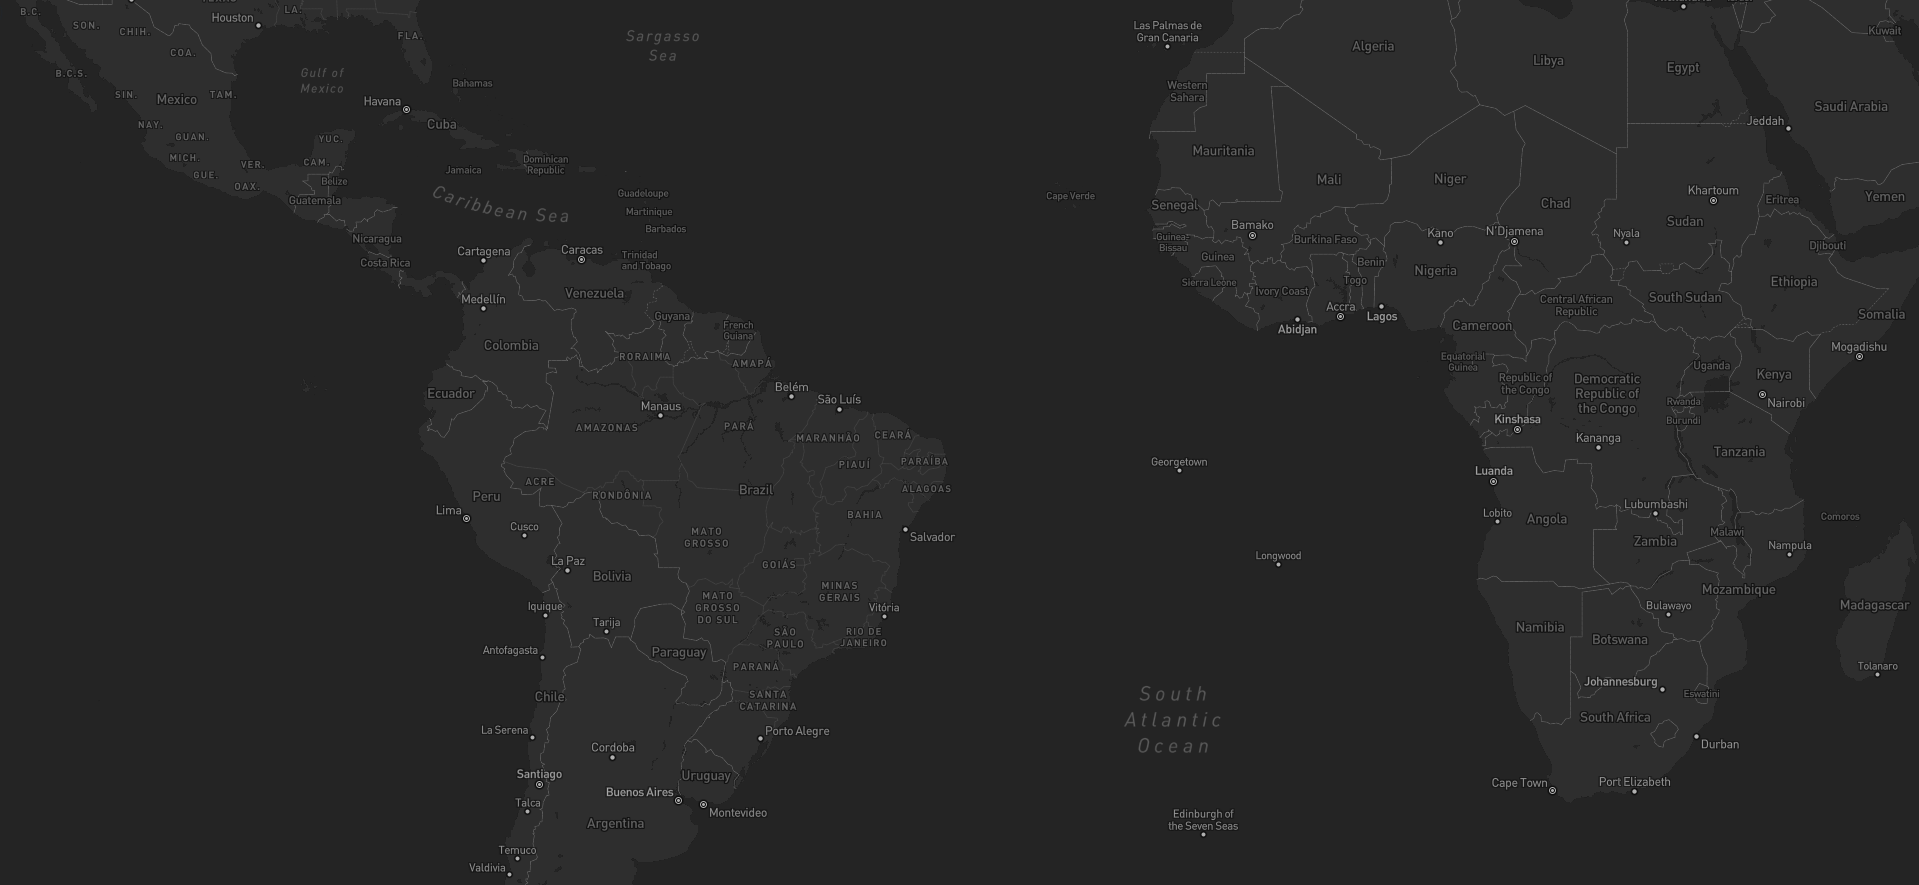 B.C.
SON.
CHIH.
COA.
Houston
LA.
FLA.
B.C.S.
SIN.
Mexico
TAM.
NAY.
GUAN.
MICH.
GUE.
VER.
OAX.
YUC.
CAM.
Belize
Guatemala
Gulf of
Mexico
Havana
Cuba
Bahamas
Sargasso
Sea
Jamaica
Dominican
Republic
Caribbean Sea
Guadeloupe
Martinique
Barbados
Trinidad
and Tobago
Nicaragua
Costa Rica
Cartagena
Caracas
Medellín
Venezuela
Guyana
French
Guiana
Colombia
RORAIMA
AMAPÁ
Ecuador
Manaus
Belém
São Luís
AMAZONAS
PARÁ
MARANHÃO
CEARÁ
PIAUÍ
PARAÍBA
ALAGOAS
ACRE
RONDÔNIA
Brazil
Peru
Lima
Cusco
BAHIA
MATO
GROSSO
Salvador
La Paz
Bolivia
GOIÁS
MINAS
GERAIS
MATO
GROSSO
DO SUL
Iquique
Tarija
Vitória
SÃO
PAULO
RIO DE
JANEIRO
Antofagasta
Paraguay
PARANÁ
Chile
SANTA
CATARINA
La Serena
Cordoba
Porto Alegre
Santiago
Uruguay
Buenos Aires
Talca
Montevideo
Argentina
Temuco
Valdivia
Las Palmas de
Gran Canaria
Algeria
Libya
Egypt
Kuwait
Western
Sahara
Saudi Arabia
Jeddah
Mauritania
Mali
Niger
Chad
Khartoum
Sudan
Eritrea
Yemen
Cape Verde
Senegal
Bamako
Burkina Faso
Kano
N'Djamena
Nyala
Djibouti
Guinea-
Bissau
Guinea
Benin
Nigeria
Sierra Leone
Ivory Coast
Togo
Central African
Republic
South Sudan
Ethiopia
Accra
Lagos
Abidjan
Cameroon
Somalia
Mogadishu
Equatorial
Guinea
Republic of
the Congo
Democratic
Republic of
the Congo
Uganda
Kenya
Rwanda
Nairobi
Burundi
Kinshasa
Kananga
Tanzania
Georgetown
Luanda
Lobito
Angola
Lubumbashi
Comoros
Malawi
Zambia
Nampula
Longwood
Mozambique
Bulawayo
Madagascar
Namibia
Botswana
Tolanaro
Johannesburg
Eswatini
South
Atlantic
Ocean
South Africa
Durban
Cape Town
Port Elizabeth
Edinburgh of
the Seven Seas